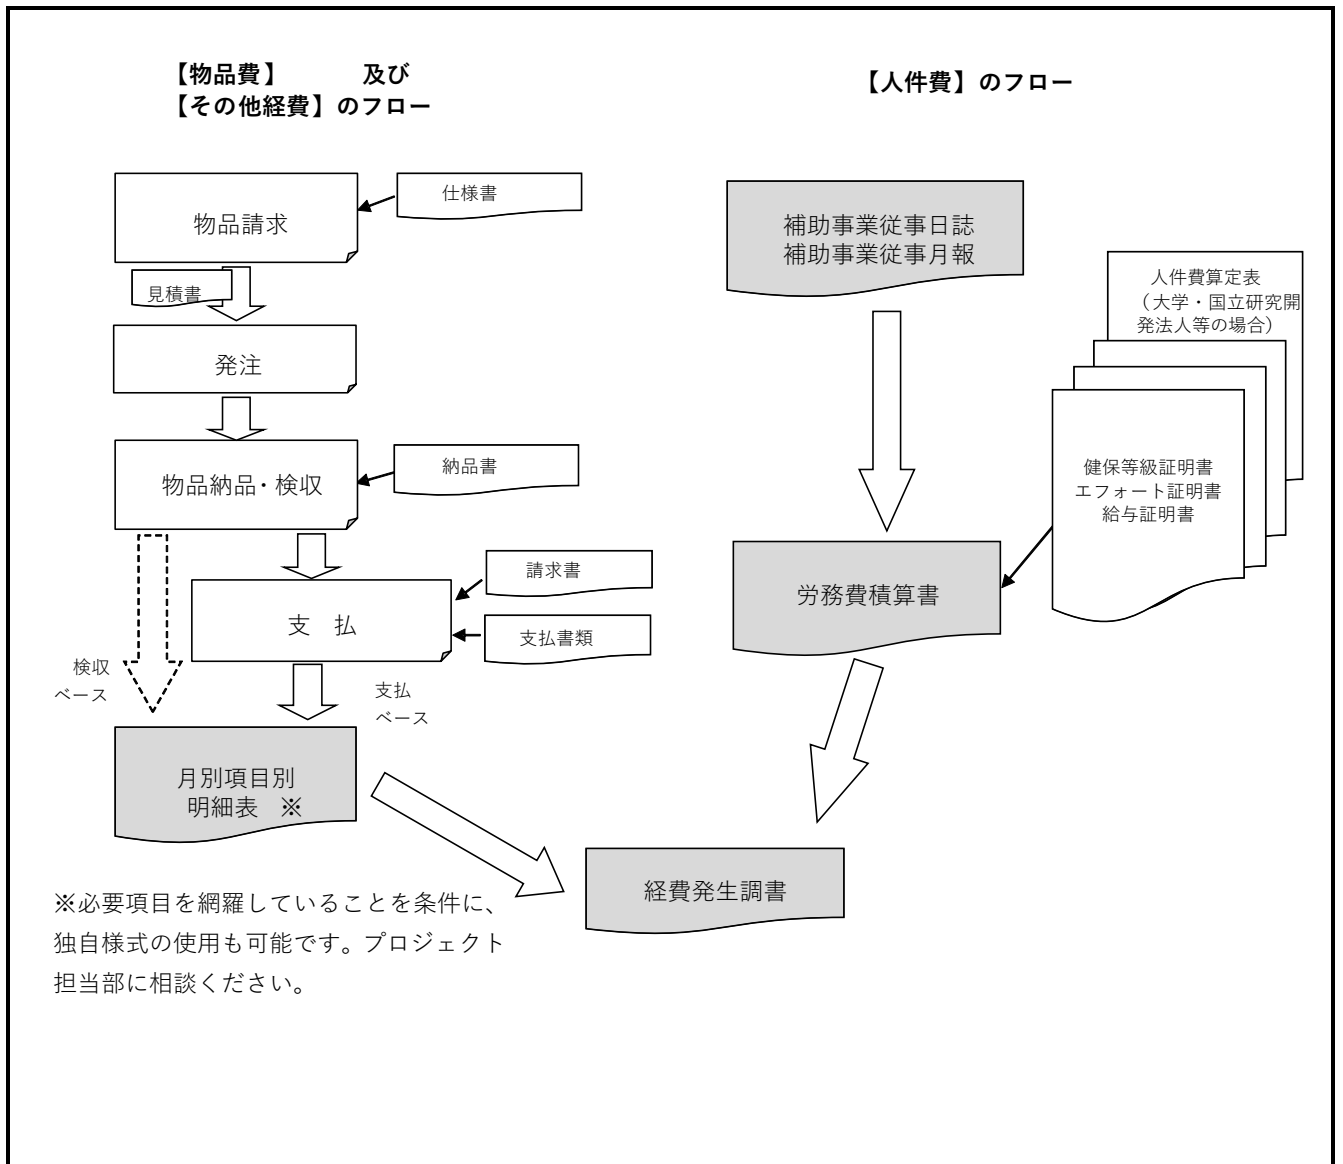 【物品費】 及び
【その他経費】のフロー
【人件費】のフロー
物品請求
仕様書
見積書
発注
物品納品・検収
納品書
請求書
支 払
支払書類
検収
ベース
支払
ベース
月別項目別
明細表 ※
※必要項目を網羅していることを条件に、
独自様式の使用も可能です。プロジェクト
担当部に相談ください。
補助事業従事日誌
補助事業従事月報
人件費算定表
（大学・国立研究開
発法人等の場合）
健保等級証明書
エフォート証明書
給与証明書
労務費積算書
経費発生調書